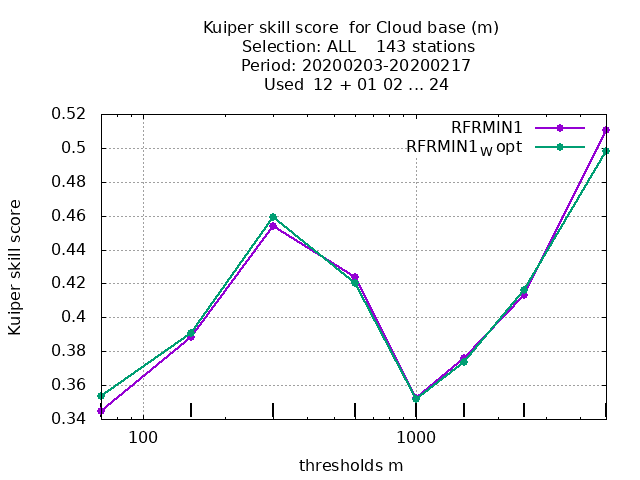 Kuiper skill score  for Cloud base (m)
Selection: ALL    143 stations
Period: 20200203-20200217
Used  12 + 01 02 ... 24
RFRMIN1
RFRMIN1W opt
Kuiper skill score
0.52
0.5
0.48
0.46
0.44
0.42
0.4
0.38
0.36
0.34
100
1000
thresholds m